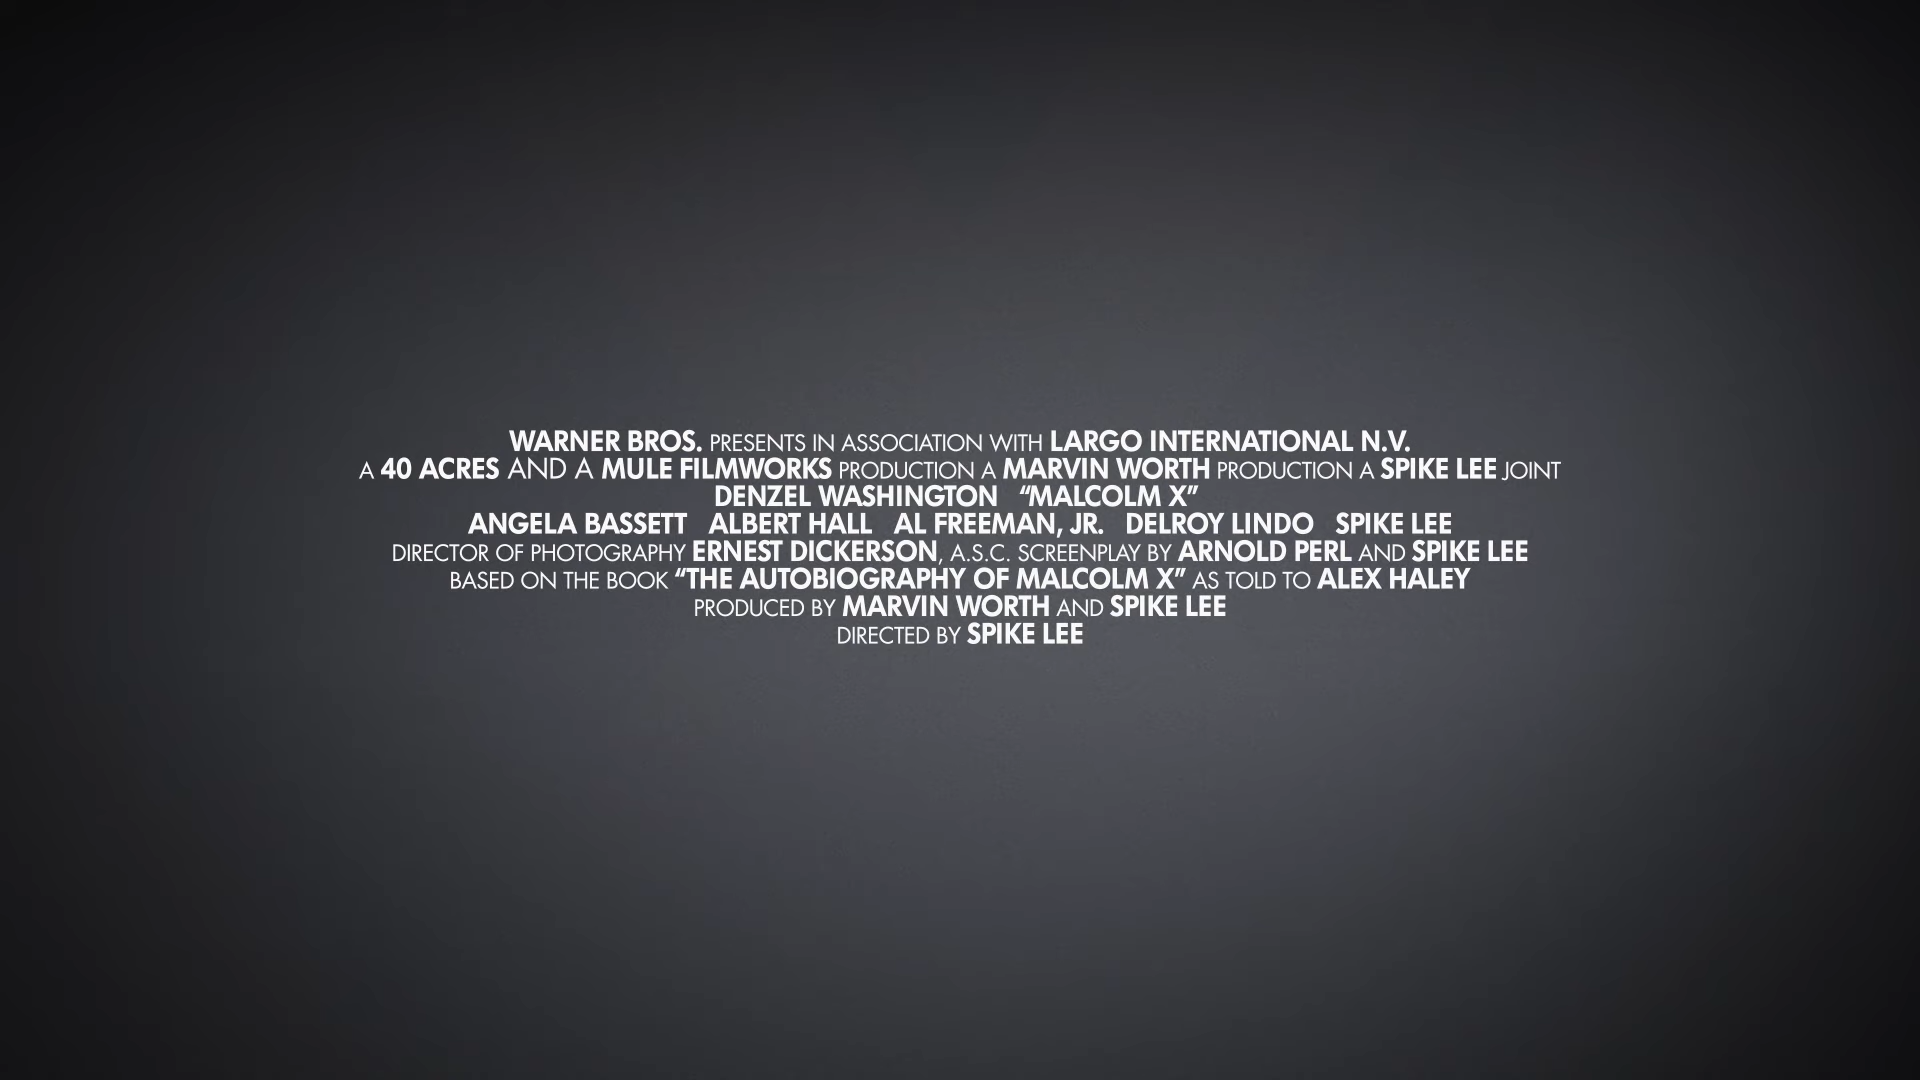 WARNER BROS. PRESENTS IN ASSOCIATION WITH LARGO INTERNATIONAL N.V.
A 40 ACRES AND A MULE FILMWORKS PRODUCTION A MARVIN WORTH PRODUCTION A SPIKE LEE JOINT
DENZEL WASHINGTON “MALCOLM X”
ANGELA BASSETT ALBERT HALL AL FREEMAN, JR. DELROY LINDO SPIKE LEE
DIRECTOR OF PHOTOGRAPHY ERNEST DICKERSON, A.S.C. SCREENPLAY BY ARNOLD PERL AND SPIKE LEE
BASED ON THE BOOK “THE AUTOBIOGRAPHY OF MALCOLM X” AS TOLD TO ALEX HALEY
PRODUCED BY MARVIN WORTH AND SPIKE LEE
DIRECTED BY SPIKE LEE